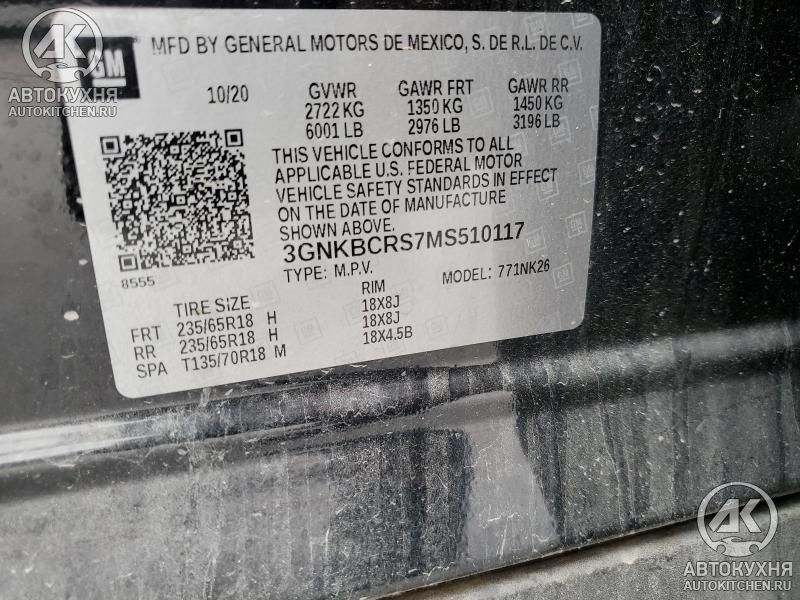 GM
MFD BY GENERAL MOTORS DE MEXICO, S. DE R.L. DE C.V.
10/20
GVWR GAWR FRT GAWR RR
2722 KG 1350 KG 1450 KG
6001 LB 2976 LB 3196 LB
THIS VEHICLE CONFORMS TO ALL
APPLICABLE U.S. FEDERAL MOTOR
VEHICLE SAFETY STANDARDS IN EFFECT
ON THE DATE OF MANUFACTURE
SHOWN ABOVE.
3GNKBCRS7MS510117
8555
TYPE: M.P.V. MODEL: 771NK26
TIRE SIZE RIM
FRT 235/65R18 H 18X8J
RR 235/65R18 H 18X8J
SPA T135/70R18 M 18X4.5B
АК
АВТОКУХНЯ
AUTOKITCHEN.RU
АК
АВТОКУХНЯ
AUTOKITCHEN.RU